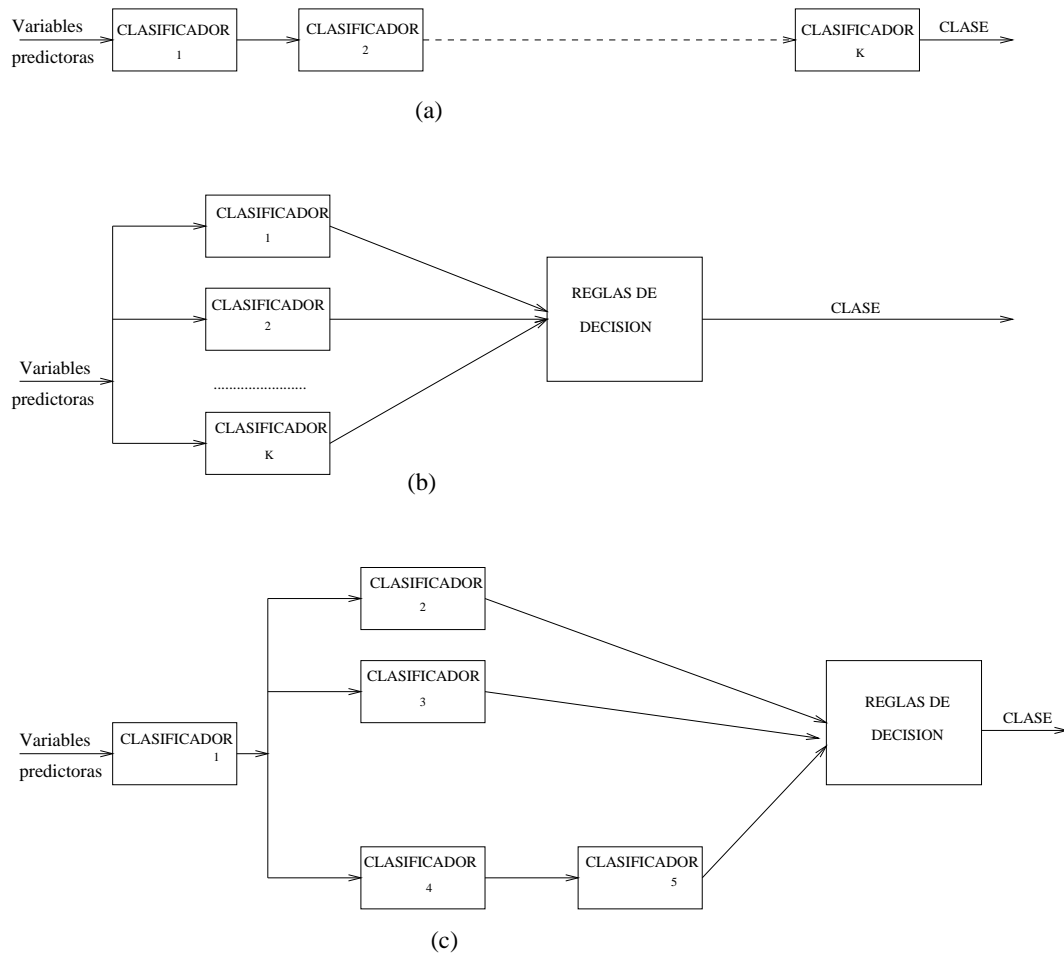 Variables
predictoras
CLASIFICADOR
1
CLASIFICADOR
2
CLASIFICADOR
K
CLASE
(a)
CLASIFICADOR
1
CLASIFICADOR
2
Variables
predictoras
.........................
CLASIFICADOR
K
REGLAS DE
DECISION
CLASE
(b)
CLASIFICADOR
2
CLASIFICADOR
3
Variables
predictoras
CLASIFICADOR
1
CLASIFICADOR
4
CLASIFICADOR
5
REGLAS DE
DECISION
CLASE
(c)